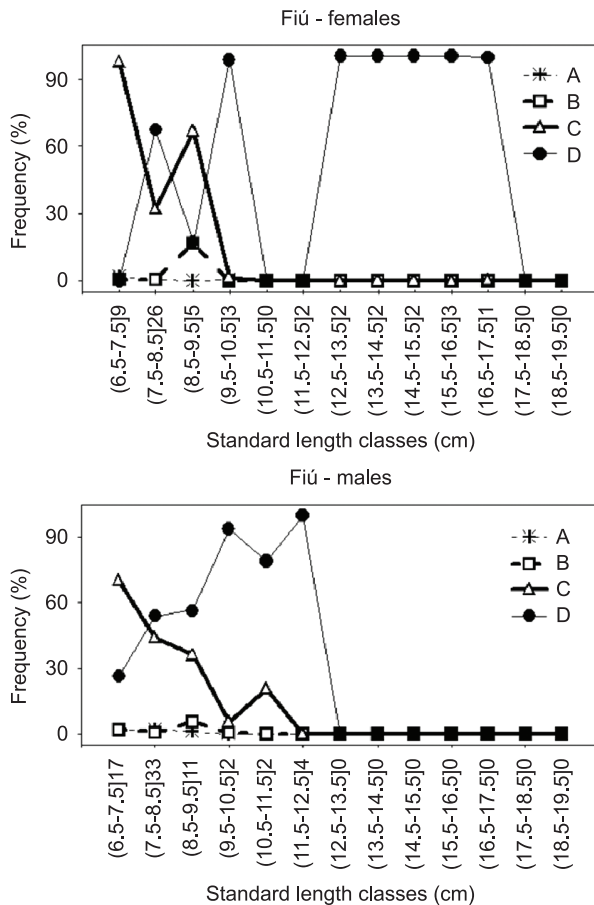 Fiú - females
Frequency (%)
90
60
30
0
A
B
C
D
(6.5-7.5]9
(7.5-8.5]26
(8.5-9.5]5
(9.5-10.5]3
(10.5-11.5]0
(11.5-12.5]2
(12.5-13.5]2
(13.5-14.5]2
(14.5-15.5]2
(15.5-16.5]3
(16.5-17.5]1
(17.5-18.5]0
(18.5-19.5]0
Standard length classes (cm)
Fiú - males
Frequency (%)
90
60
30
0
A
B
C
D
(6.5-7.5]17
(7.5-8.5]33
(8.5-9.5]11
(9.5-10.5]2
(10.5-11.5]2
(11.5-12.5]4
(12.5-13.5]0
(13.5-14.5]0
(14.5-15.5]0
(15.5-16.5]0
(16.5-17.5]0
(17.5-18.5]0
(18.5-19.5]0
Standard length classes (cm)